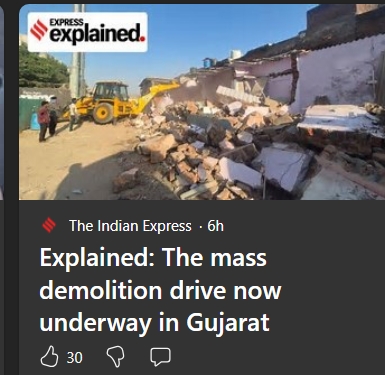 EXPRESS
explained.
The Indian Express · 6h
Explained: The mass
demolition drive now
underway in Gujarat
30